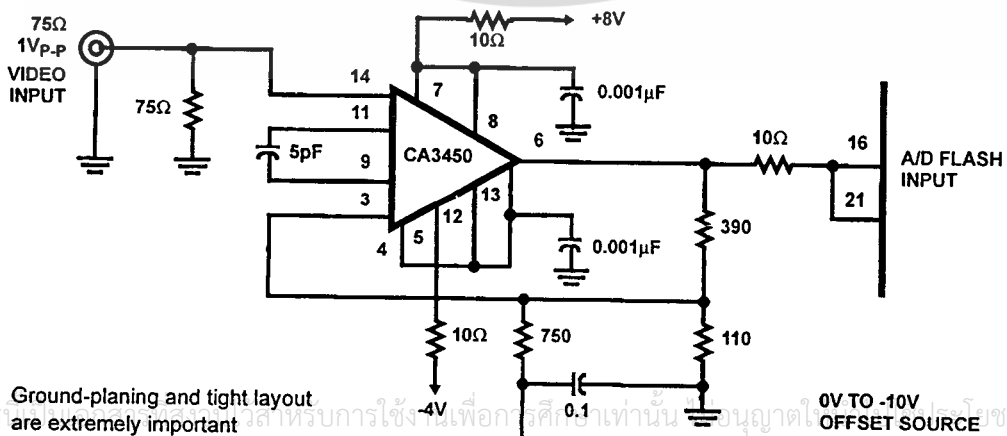 75Ω
1VP-P
VIDEO
INPUT
75Ω
10Ω
+8V
14
7
11
8
0.001µF
5pF
9
CA3450
6
3
13
12
5
4
0.001µF
10Ω
16
A/D FLASH
INPUT
21
390
10Ω
750
110
-4V
0.1
Ground-planing and tight layout
are extremely important
0V TO -10V
OFFSET SOURCE